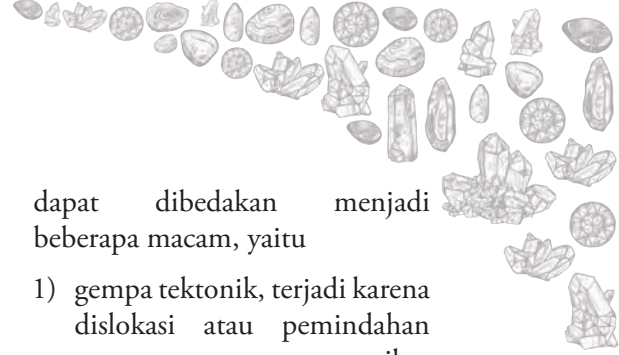 dapat dibedakan menjadi
beberapa macam, yaitu
1) gempa tektonik, terjadi karena
dislokasi atau pemindahan